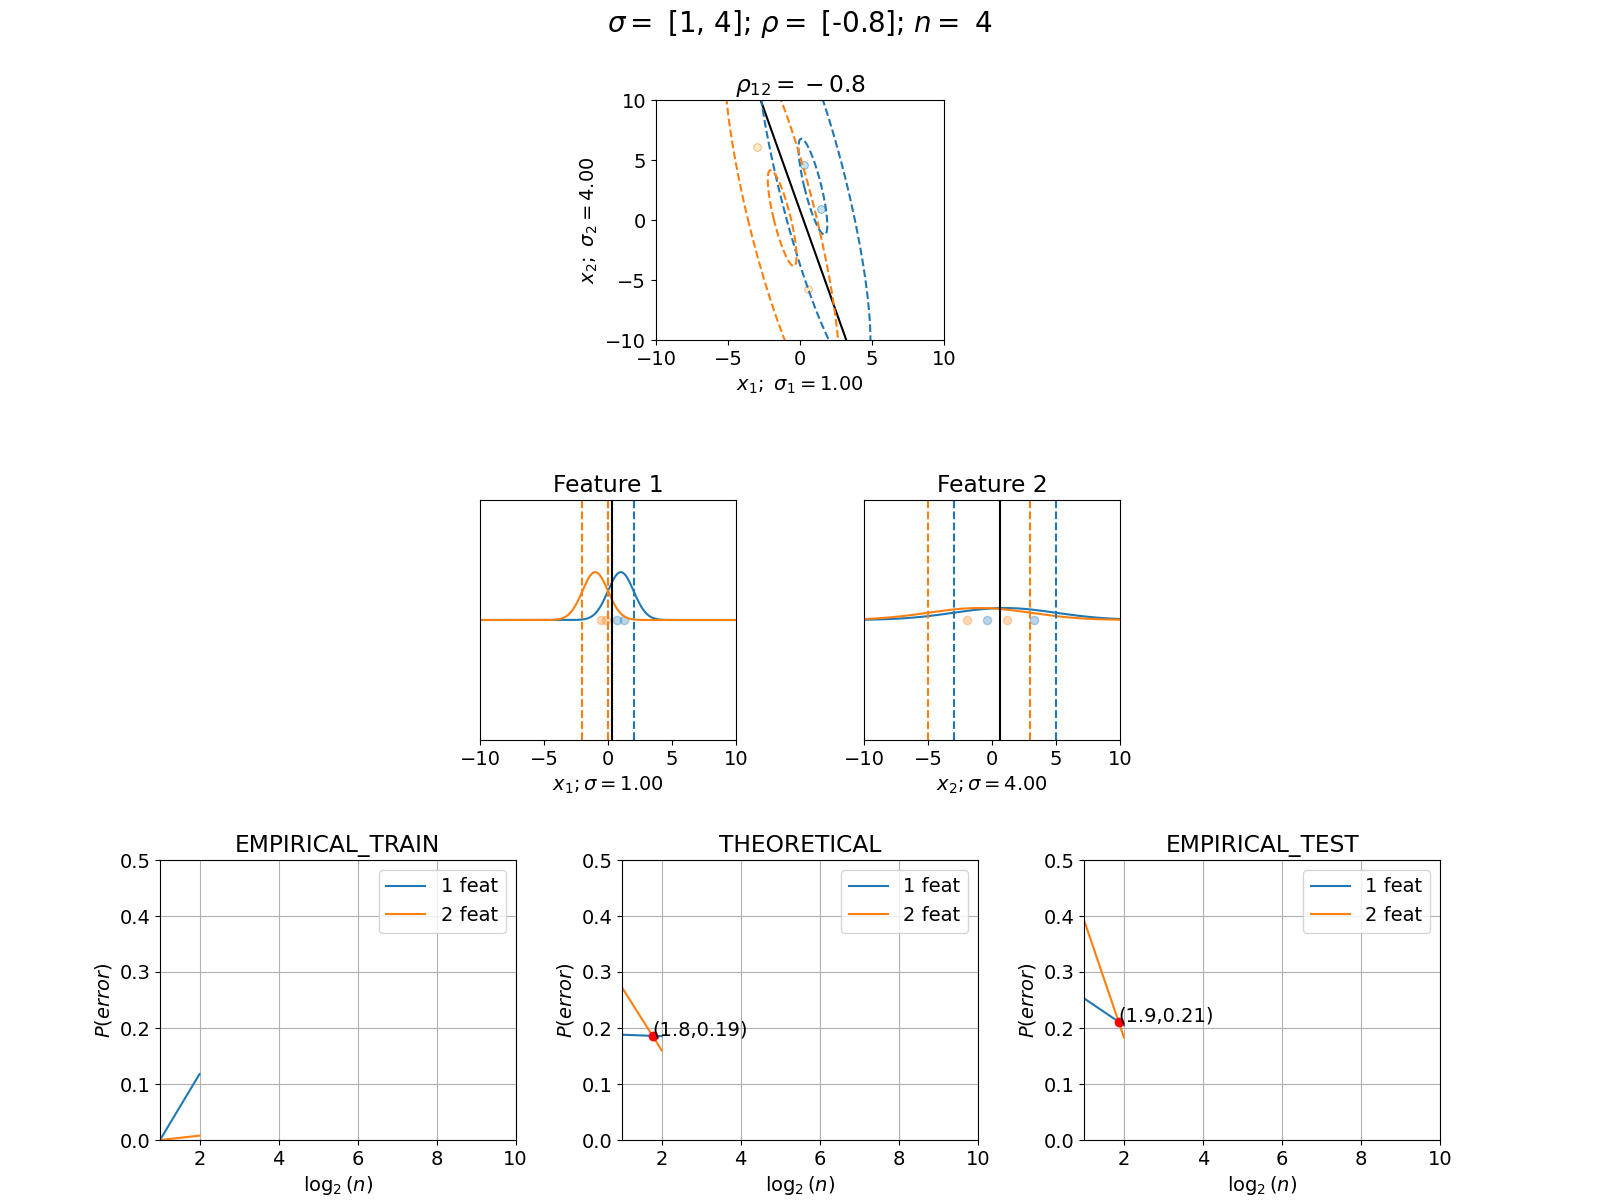 σ = [1, 4]; ρ = [-0.8]; n = 4
ρ₁₂ = −0.8
10
5
0
−5
−10
x₂; σ₂ = 4.00
−10 −5 0 5 10
x₁; σ₁ = 1.00
Feature 1
−10 −5 0 5 10
x₁; σ = 1.00
Feature 2
−10 −5 0 5 10
x₂; σ = 4.00
EMPIRICAL_TRAIN
0.5
0.4
0.3
0.2
0.1
0.0
P(error)
1 feat
2 feat
2 4 6 8 10
log₂ (n)
THEORETICAL
0.5
0.4
0.3
0.2
0.1
0.0
P(error)
1 feat
2 feat
(1.8,0.19)
2 4 6 8 10
log₂ (n)
EMPIRICAL_TEST
0.5
0.4
0.3
0.2
0.1
0.0
P(error)
1 feat
2 feat
(1.9,0.21)
2 4 6 8 10
log₂ (n)